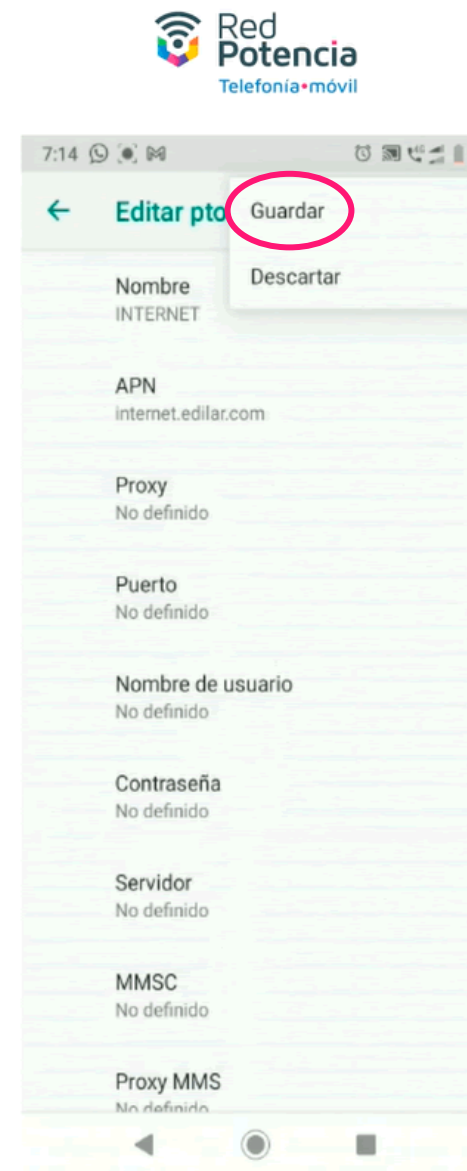 Red
Potencia
Telefonía•móvil
7:14
Editar pto
Guardar
Descartar
Nombre
INTERNET
APN
internet.edilar.com
Proxy
No definido
Puerto
No definido
Nombre de usuario
No definido
Contraseña
No definido
Servidor
No definido
MMSC
No definido
Proxy MMS
No definido